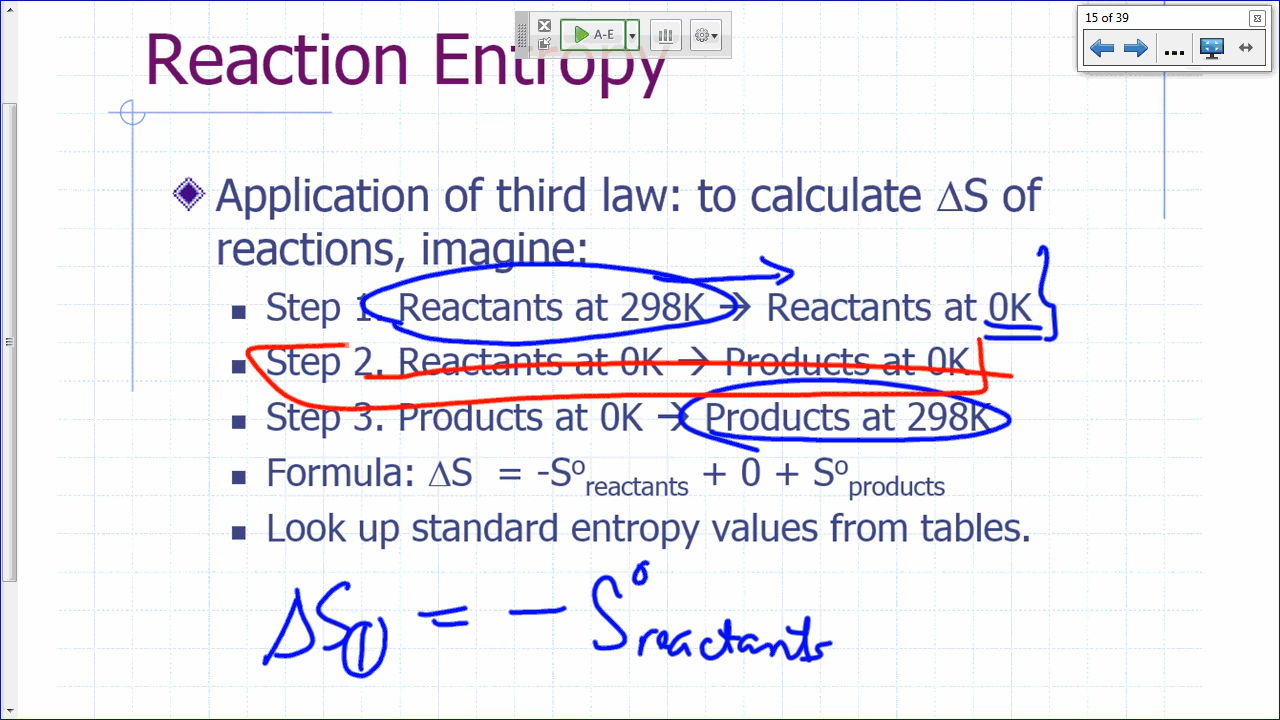 15 of 39
A-E
Reaction Entropy
Application of third law: to calculate ΔS of
reactions, imagine:
Step 1. Reactants at 298K → Reactants at 0K
Step 2. Reactants at 0K → Products at 0K
Step 3. Products at 0K → Products at 298K
Formula: ΔS = -S°reactants + 0 + S°products
Look up standard entropy values from tables.
ΔS① = - S°reactants